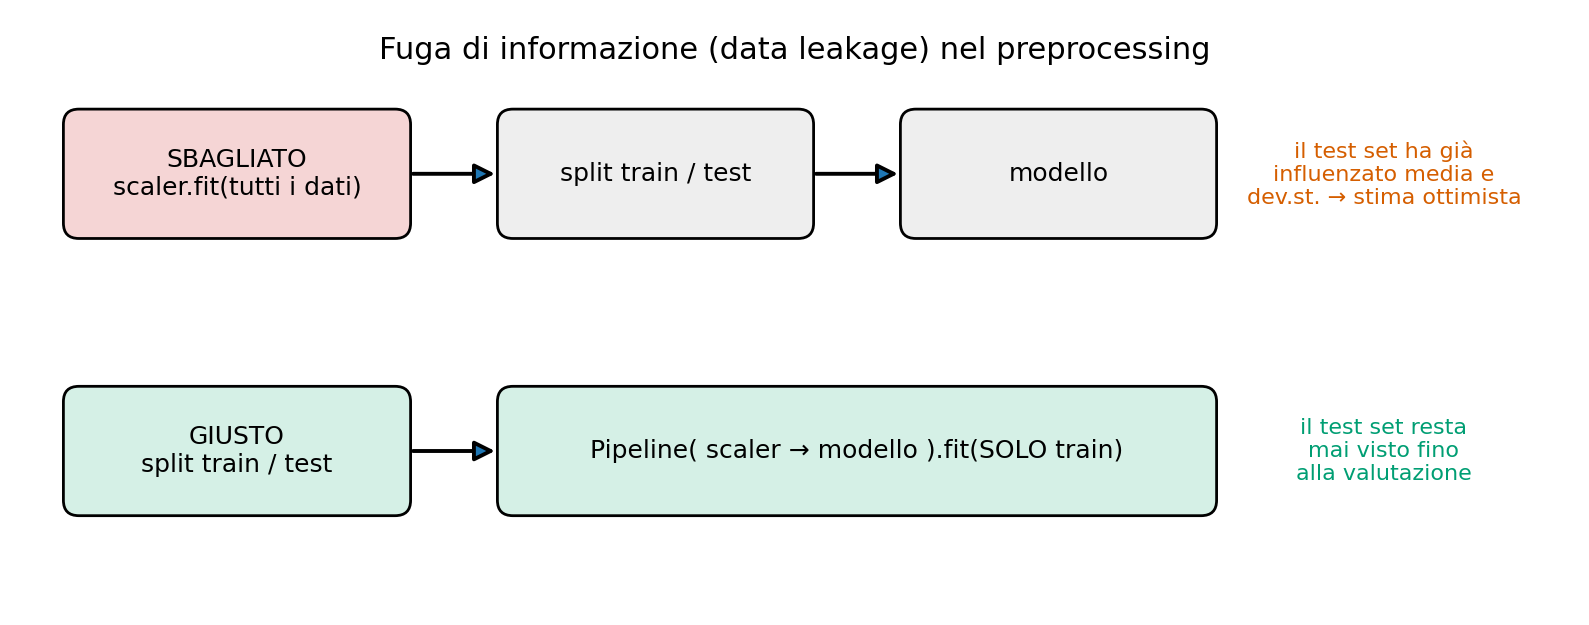 Fuga di informazione (data leakage) nel preprocessing
SBAGLIATO
scaler.fit(tutti i dati)
split train / test
modello
il test set ha già
influenzato media e
dev.st. → stima ottimista
GIUSTO
split train / test
Pipeline( scaler → modello ).fit(SOLO train)
il test set resta
mai visto fino
alla valutazione